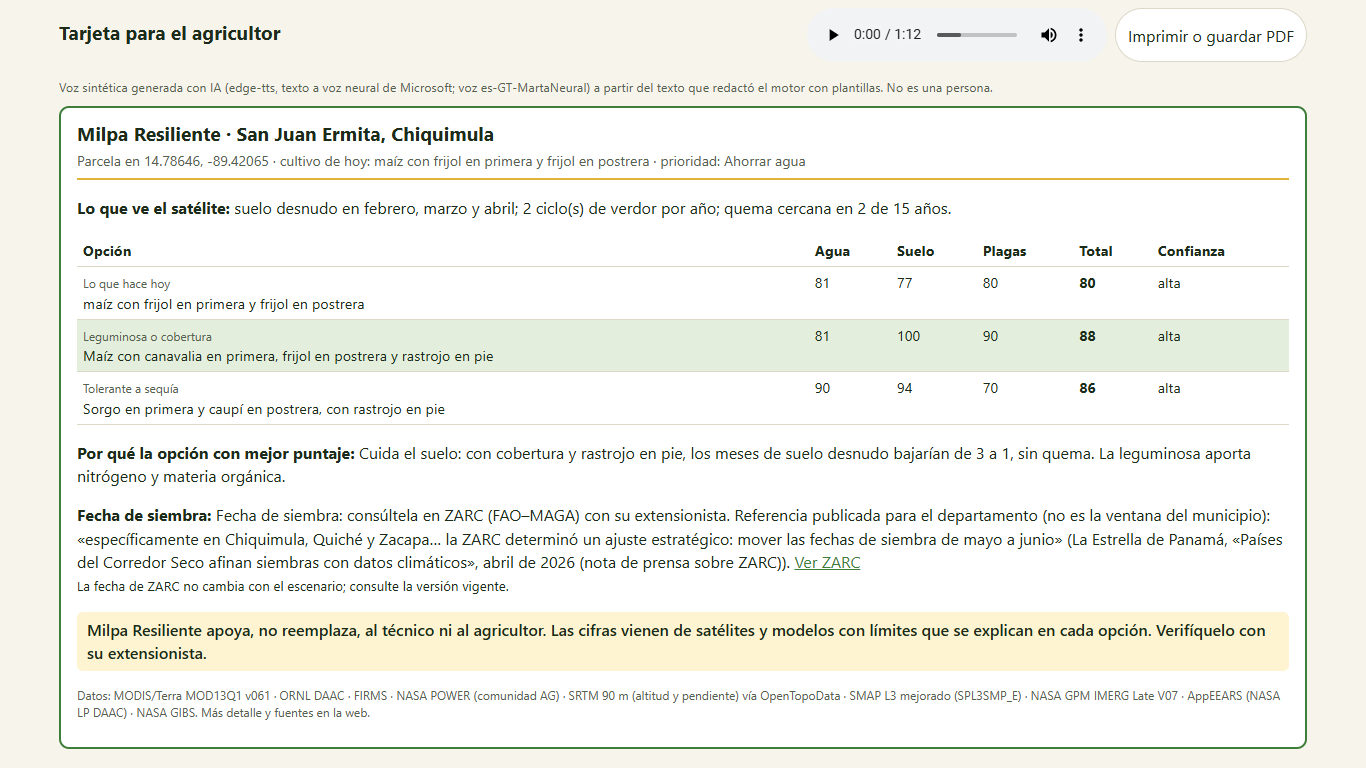 Tarjeta para el agricultor
0:00 / 1:12
Imprimir o guardar PDF
Voz sintética generada con IA (edge-tts, texto a voz neural de Microsoft; voz es-GT-MartaNeural) a partir del texto que redactó el motor con plantillas. No es una persona.
Milpa Resiliente · San Juan Ermita, Chiquimula
Parcela en 14.78646, -89.42065 · cultivo de hoy: maíz con frijol en primera y frijol en postrera · prioridad: Ahorrar agua
Lo que ve el satélite: suelo desnudo en febrero, marzo y abril; 2 ciclo(s) de verdor por año; quema cercana en 2 de 15 años.
Opción Agua Suelo Plagas Total Confianza
Lo que hace hoy
maíz con frijol en primera y frijol en postrera 81 77 80 80 alta
Leguminosa o cobertura
Maíz con canavalia en primera, frijol en postrera y rastrojo en pie 81 100 90 88 alta
Tolerante a sequía
Sorgo en primera y caupí en postrera, con rastrojo en pie 90 94 70 86 alta
Por qué la opción con mejor puntaje: Cuida el suelo: con cobertura y rastrojo en pie, los meses de suelo desnudo bajarían de 3 a 1, sin quema. La leguminosa aporta
nitrógeno y materia orgánica.
Fecha de siembra: Fecha de siembra: consúltela en ZARC (FAO–MAGA) con su extensionista. Referencia publicada para el departamento (no es la ventana del municipio):
«específicamente en Chiquimula, Quiché y Zacapa... la ZARC determinó un ajuste estratégico: mover las fechas de siembra de mayo a junio» (La Estrella de Panamá, «Países
del Corredor Seco afinan siembras con datos climáticos», abril de 2026 (nota de prensa sobre ZARC)). Ver ZARC
La fecha de ZARC no cambia con el escenario; consulte la versión vigente.
Milpa Resiliente apoya, no reemplaza, al técnico ni al agricultor. Las cifras vienen de satélites y modelos con límites que se explican en cada opción. Verifíquelo con
su extensionista.
Datos: MODIS/Terra MOD13Q1 v061 · ORNL DAAC · FIRMS · NASA POWER (comunidad AG) · SRTM 90 m (altitud y pendiente) vía OpenTopoData · SMAP L3 mejorado (SPL3SMP_E) · NASA GPM IMERG Late V07 · AppEEARS (NASA
LP DAAC) · NASA GIBS. Más detalle y fuentes en la web.